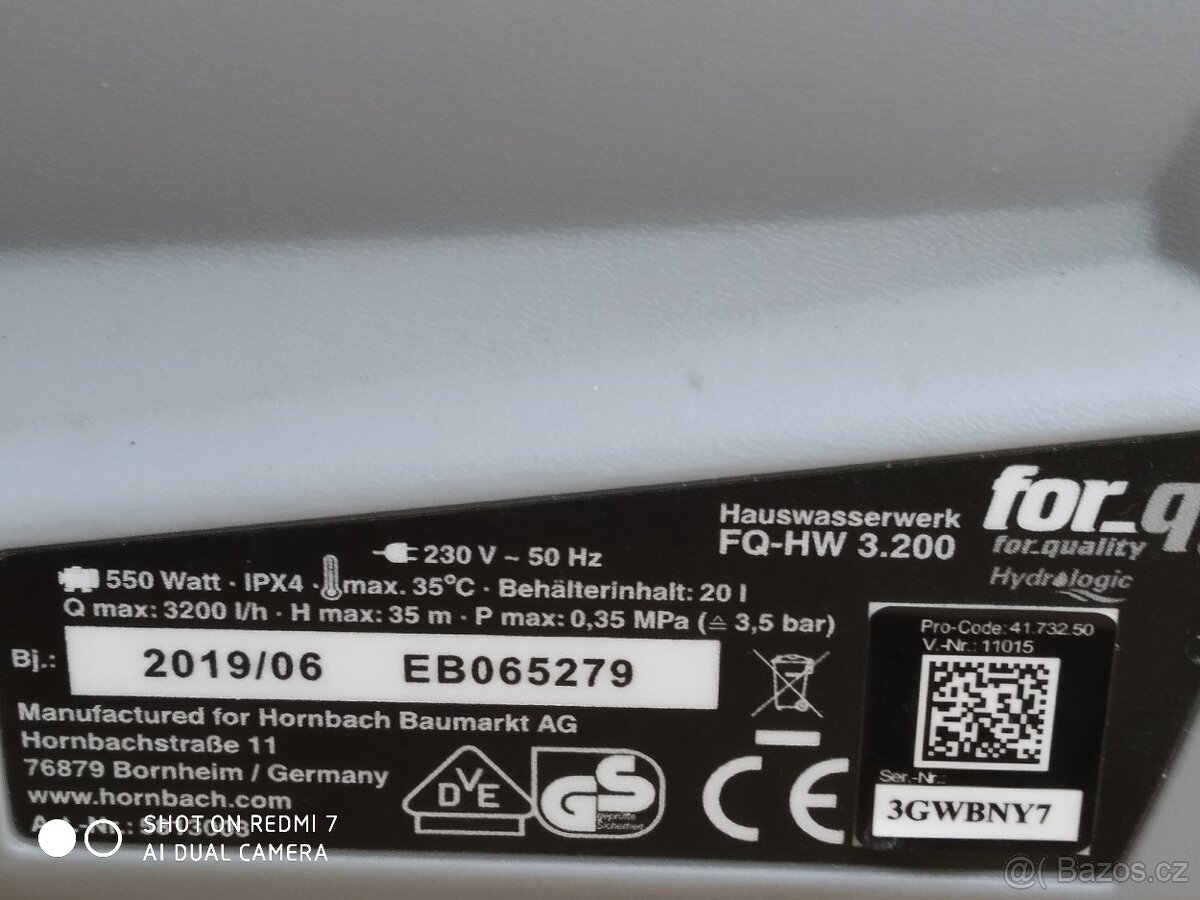 for_q
for_quality
Hydrologic
Hauswasserwerk
FQ-HW 3.200
230 V ~ 50 Hz
550 Watt · IPX4 · max. 35°C · Behälterinhalt: 20 l
Q max: 3200 l/h · H max: 35 m · P max: 0,35 MPa (≙ 3,5 bar)
Bj.: 2019/06 EB065279
Manufactured for Hornbach Baumarkt AG
Hornbachstraße 11
76879 Bornheim / Germany
www.hornbach.com
DVE
GS
geprüfte
Sicherheit
CE
Pro-Code: 41.732.50
V.-Nr.: 11015
Ser.-Nr.:
3GWBNY7
SHOT ON REDMI 7
AI DUAL CAMERA
@( Bazos.cz